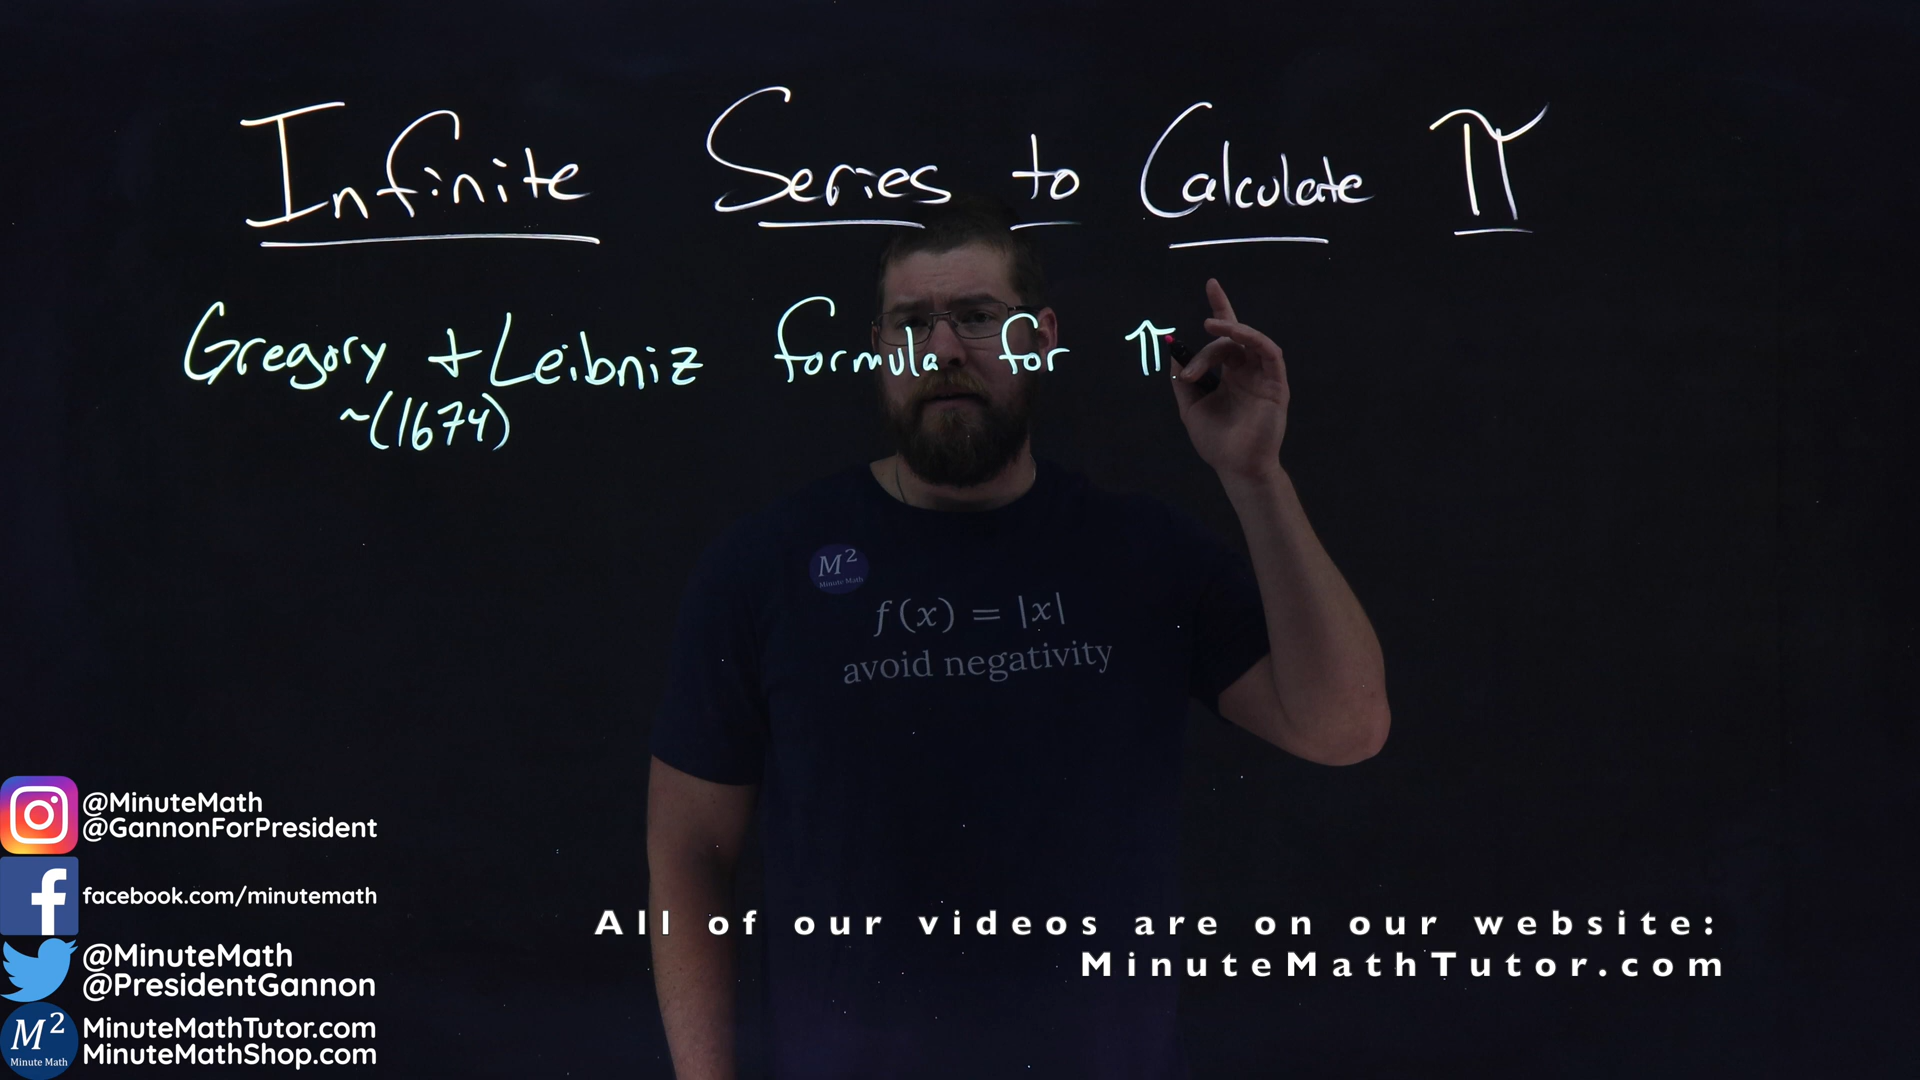 Infinite Series to Calculate π
Gregory + Leibniz formula for π
~(1674)
M²
Minute Math
f(x) = |x|
avoid negativity
@MinuteMath
@GannonForPresident
facebook.com/minutemath
@MinuteMath
@PresidentGannon
M²
Minute Math
MinuteMathTutor.com
MinuteMathShop.com
All of our videos are on our website:
MinuteMathTutor.com